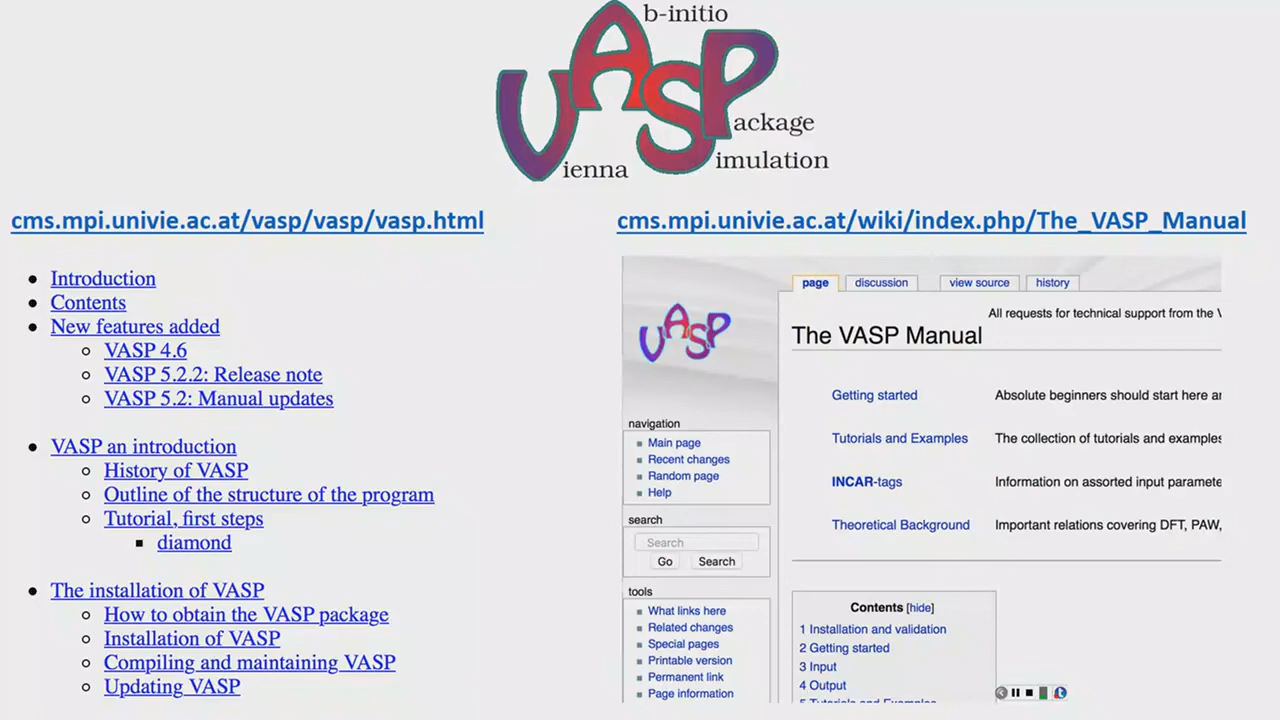 b-initio
VASP
ackage
imulation
ienna
cms.mpi.univie.ac.at/vasp/vasp/vasp.html
Introduction
Contents
New features added
VASP 4.6
VASP 5.2.2: Release note
VASP 5.2: Manual updates
VASP an introduction
History of VASP
Outline of the structure of the program
Tutorial, first steps
diamond
The installation of VASP
How to obtain the VASP package
Installation of VASP
Compiling and maintaining VASP
Updating VASP
cms.mpi.univie.ac.at/wiki/index.php/The_VASP_Manual
VASP
page discussion view source history
All requests for technical support from the V
The VASP Manual
Getting started Absolute beginners should start here ar
Tutorials and Examples The collection of tutorials and examples
INCAR-tags Information on assorted input paramete
Theoretical Background Important relations covering DFT, PAW,
navigation
Main page
Recent changes
Random page
Help
search
Search
Go Search
tools
What links here
Related changes
Special pages
Printable version
Permanent link
Page information
Contents [hide]
1 Installation and validation
2 Getting started
3 Input
4 Output
5 Tutorials and Examples